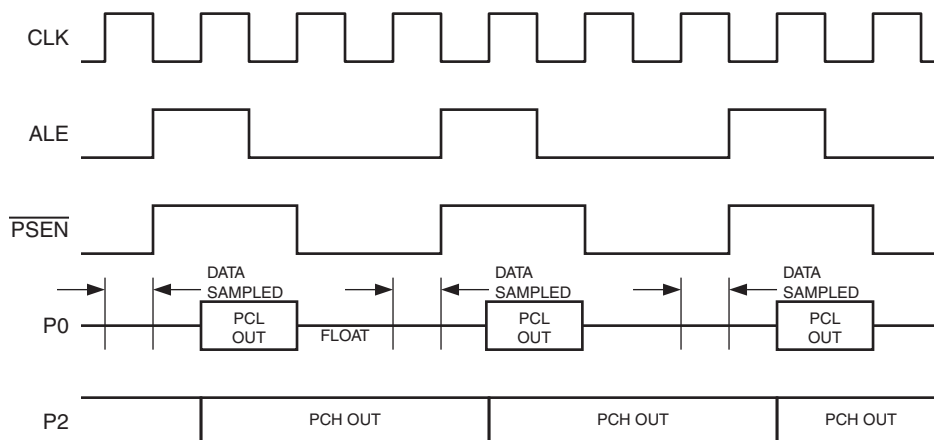 CLK
ALE
PSEN
DATA
SAMPLED
DATA
SAMPLED
DATA
SAMPLED
P0
PCL
OUT
FLOAT
PCL
OUT
PCL
OUT
P2
PCH OUT
PCH OUT
PCH OUT